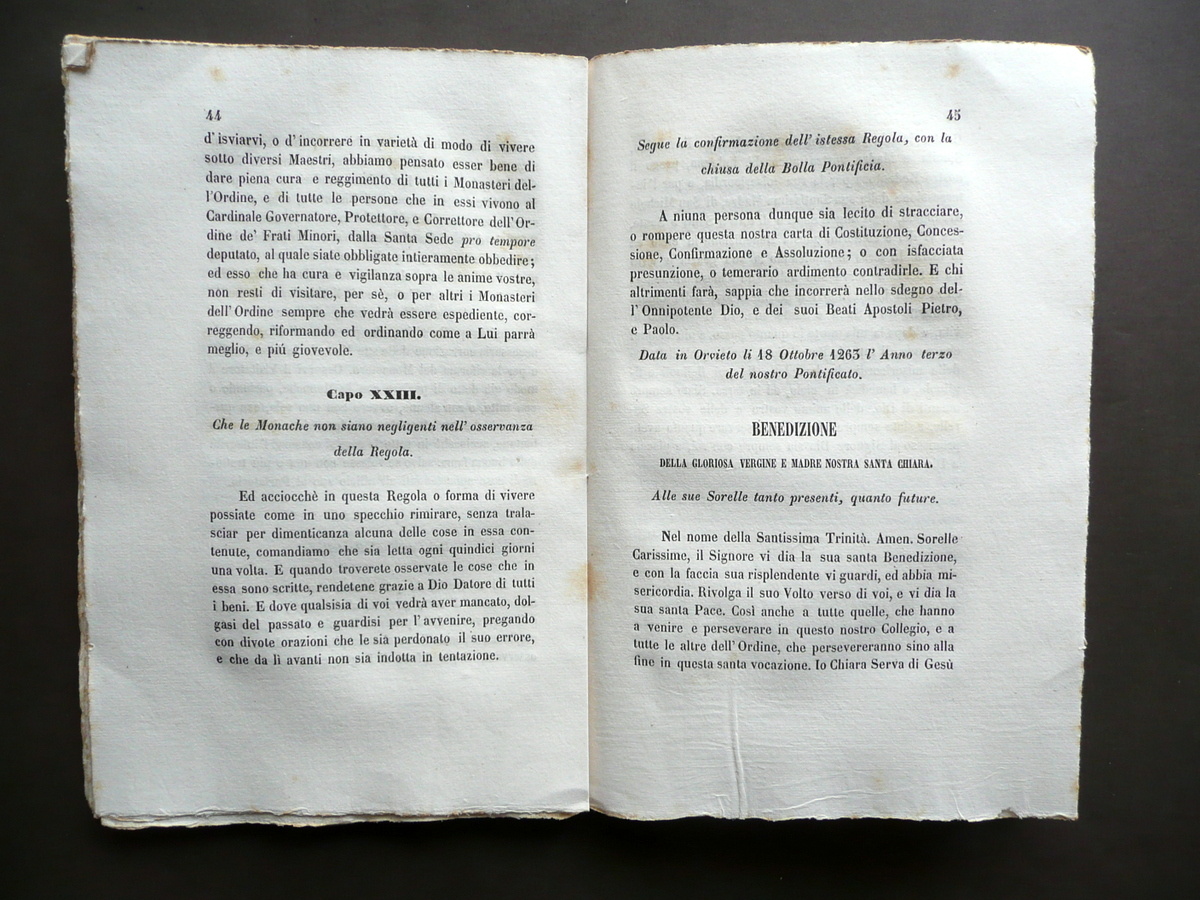 44
d'isviarvi, o d'incorrere in varietà di modo di vivere
sotto diversi Maestri, abbiamo pensato esser bene di
dare piena cura e reggimento di tutti i Monasteri del-
l'Ordine, e di tutte le persone che in essi vivono al
Cardinale Governatore, Protettore, e Correttore dell'Or-
dine de' Frati Minori, dalla Santa Sede pro tempore
deputato, al quale siate obbligate intieramente obbedire;
ed esso che ha cura e vigilanza sopra le anime vostre,
non resti di visitare, per sè, o per altri i Monasteri
dell'Ordine sempre che vedrà essere espediente, cor-
reggendo, riformando ed ordinando come a Lui parrà
meglio, e piú giovevole.
Capo XXIII.
Che le Monache non siano negligenti nell'osservanza
della Regola.
Ed acciocchè in questa Regola o forma di vivere
possiate come in uno specchio rimirare, senza trala-
sciar per dimenticanza alcuna delle cose in essa con-
tenute, comandiamo che sia letta ogni quindici giorni
una volta. E quando troverete osservate le cose che in
essa sono scritte, rendetene grazie a Dio Datore di tutti
i beni. E dove qualsisia di voi vedrà aver mancato, dol-
gasi del passato e guardisi per l'avvenire, pregando
con divote orazioni che le sia perdonato il suo errore,
e che da lì avanti non sia indotta in tentazione.
45
Segue la confirmazione dell'istessa Regola, con la
chiusa della Bolla Pontificia.
A niuna persona dunque sia lecito di stracciare,
o rompere questa nostra carta di Costituzione, Conces-
sione, Confirmazione e Assoluzione; o con isfacciata
presunzione, o temerario ardimento contradirle. E chi
altrimenti farà, sappia che incorrerà nello sdegno del-
l'Onnipotente Dio, e dei suoi Beati Apostoli Pietro,
e Paolo.
Data in Orvieto li 18 Ottobre 1263 l'Anno terzo
del nostro Pontificato.
BENEDIZIONE
DELLA GLORIOSA VERGINE E MADRE NOSTRA SANTA CHIARA.
Alle sue Sorelle tanto presenti, quanto future.
Nel nome della Santissima Trinità. Amen. Sorelle
Carissime, il Signore vi dia la sua santa Benedizione,
e con la faccia sua risplendente vi guardi, ed abbia mi-
sericordia. Rivolga il suo Volto verso di voi, e vi dia la
sua santa Pace. Così anche a tutte quelle, che hanno
a venire e perseverare in questo nostro Collegio, e a
tutte le altre dell'Ordine, che persevereranno sino alla
fine in questa santa vocazione. Io Chiara Serva di Gesù